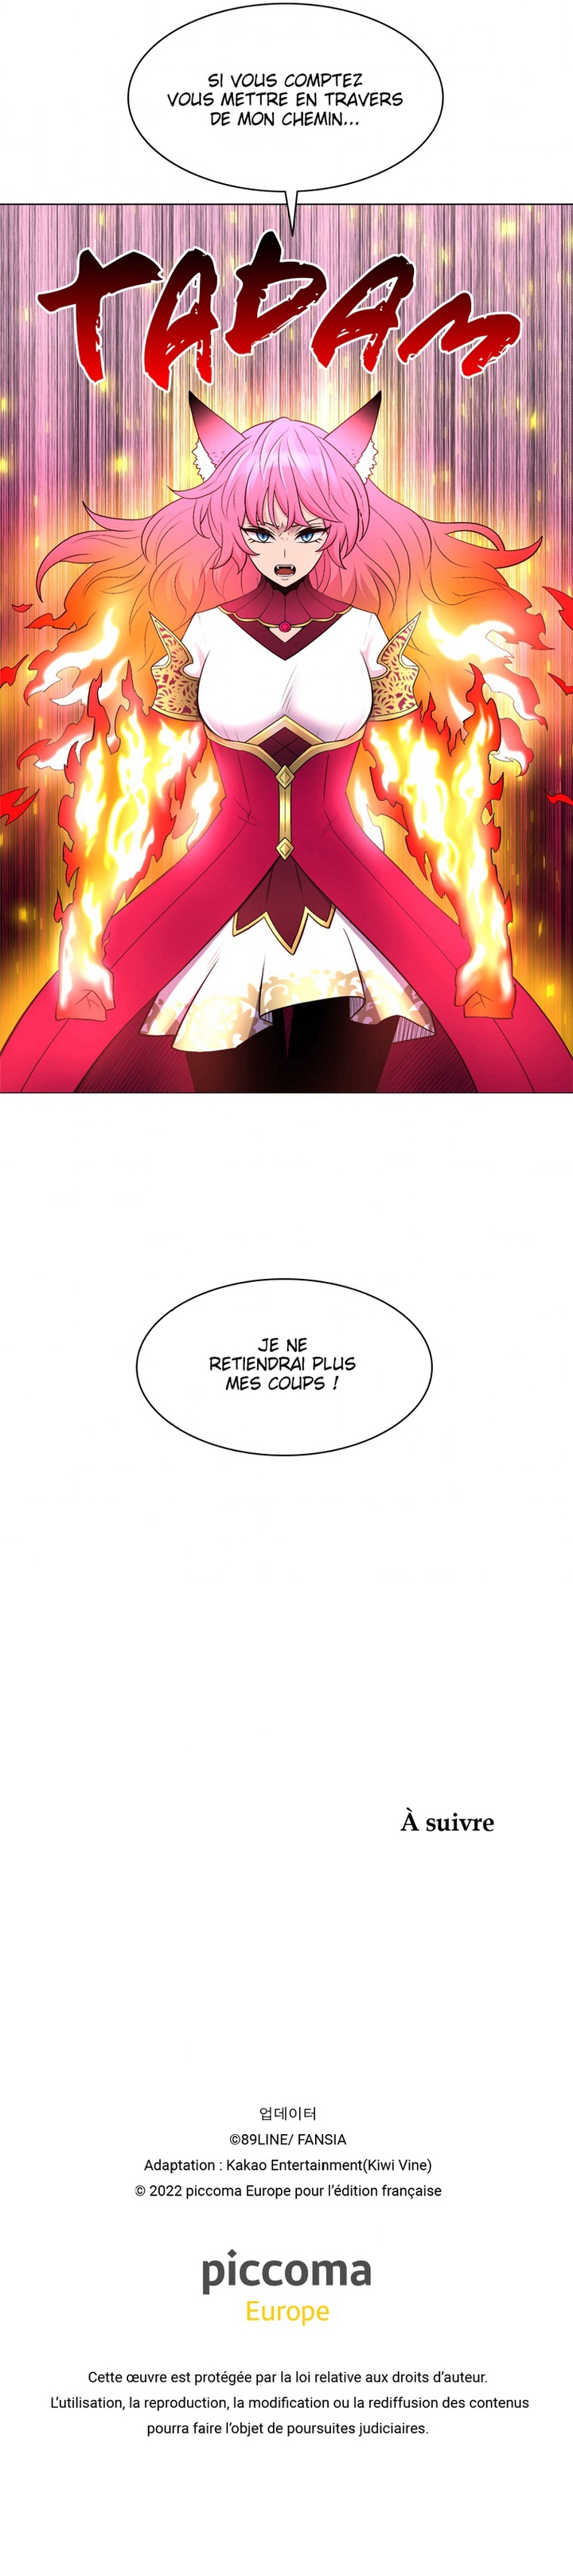 SI VOUS COMPTEZ
VOUS METTRE EN TRAVERS
DE MON CHEMIN...
TADAM
JE NE
RETIENDRAI PLUS
MES COUPS !
À suivre
업데이터
©89LINE/ FANSIA
Adaptation : Kakao Entertainment(Kiwi Vine)
© 2022 piccoma Europe pour l'édition française
piccoma
Europe
Cette œuvre est protégée par la loi relative aux droits d'auteur.
L'utilisation, la reproduction, la modification ou la rediffusion des contenus
pourra faire l'objet de poursuites judiciaires.